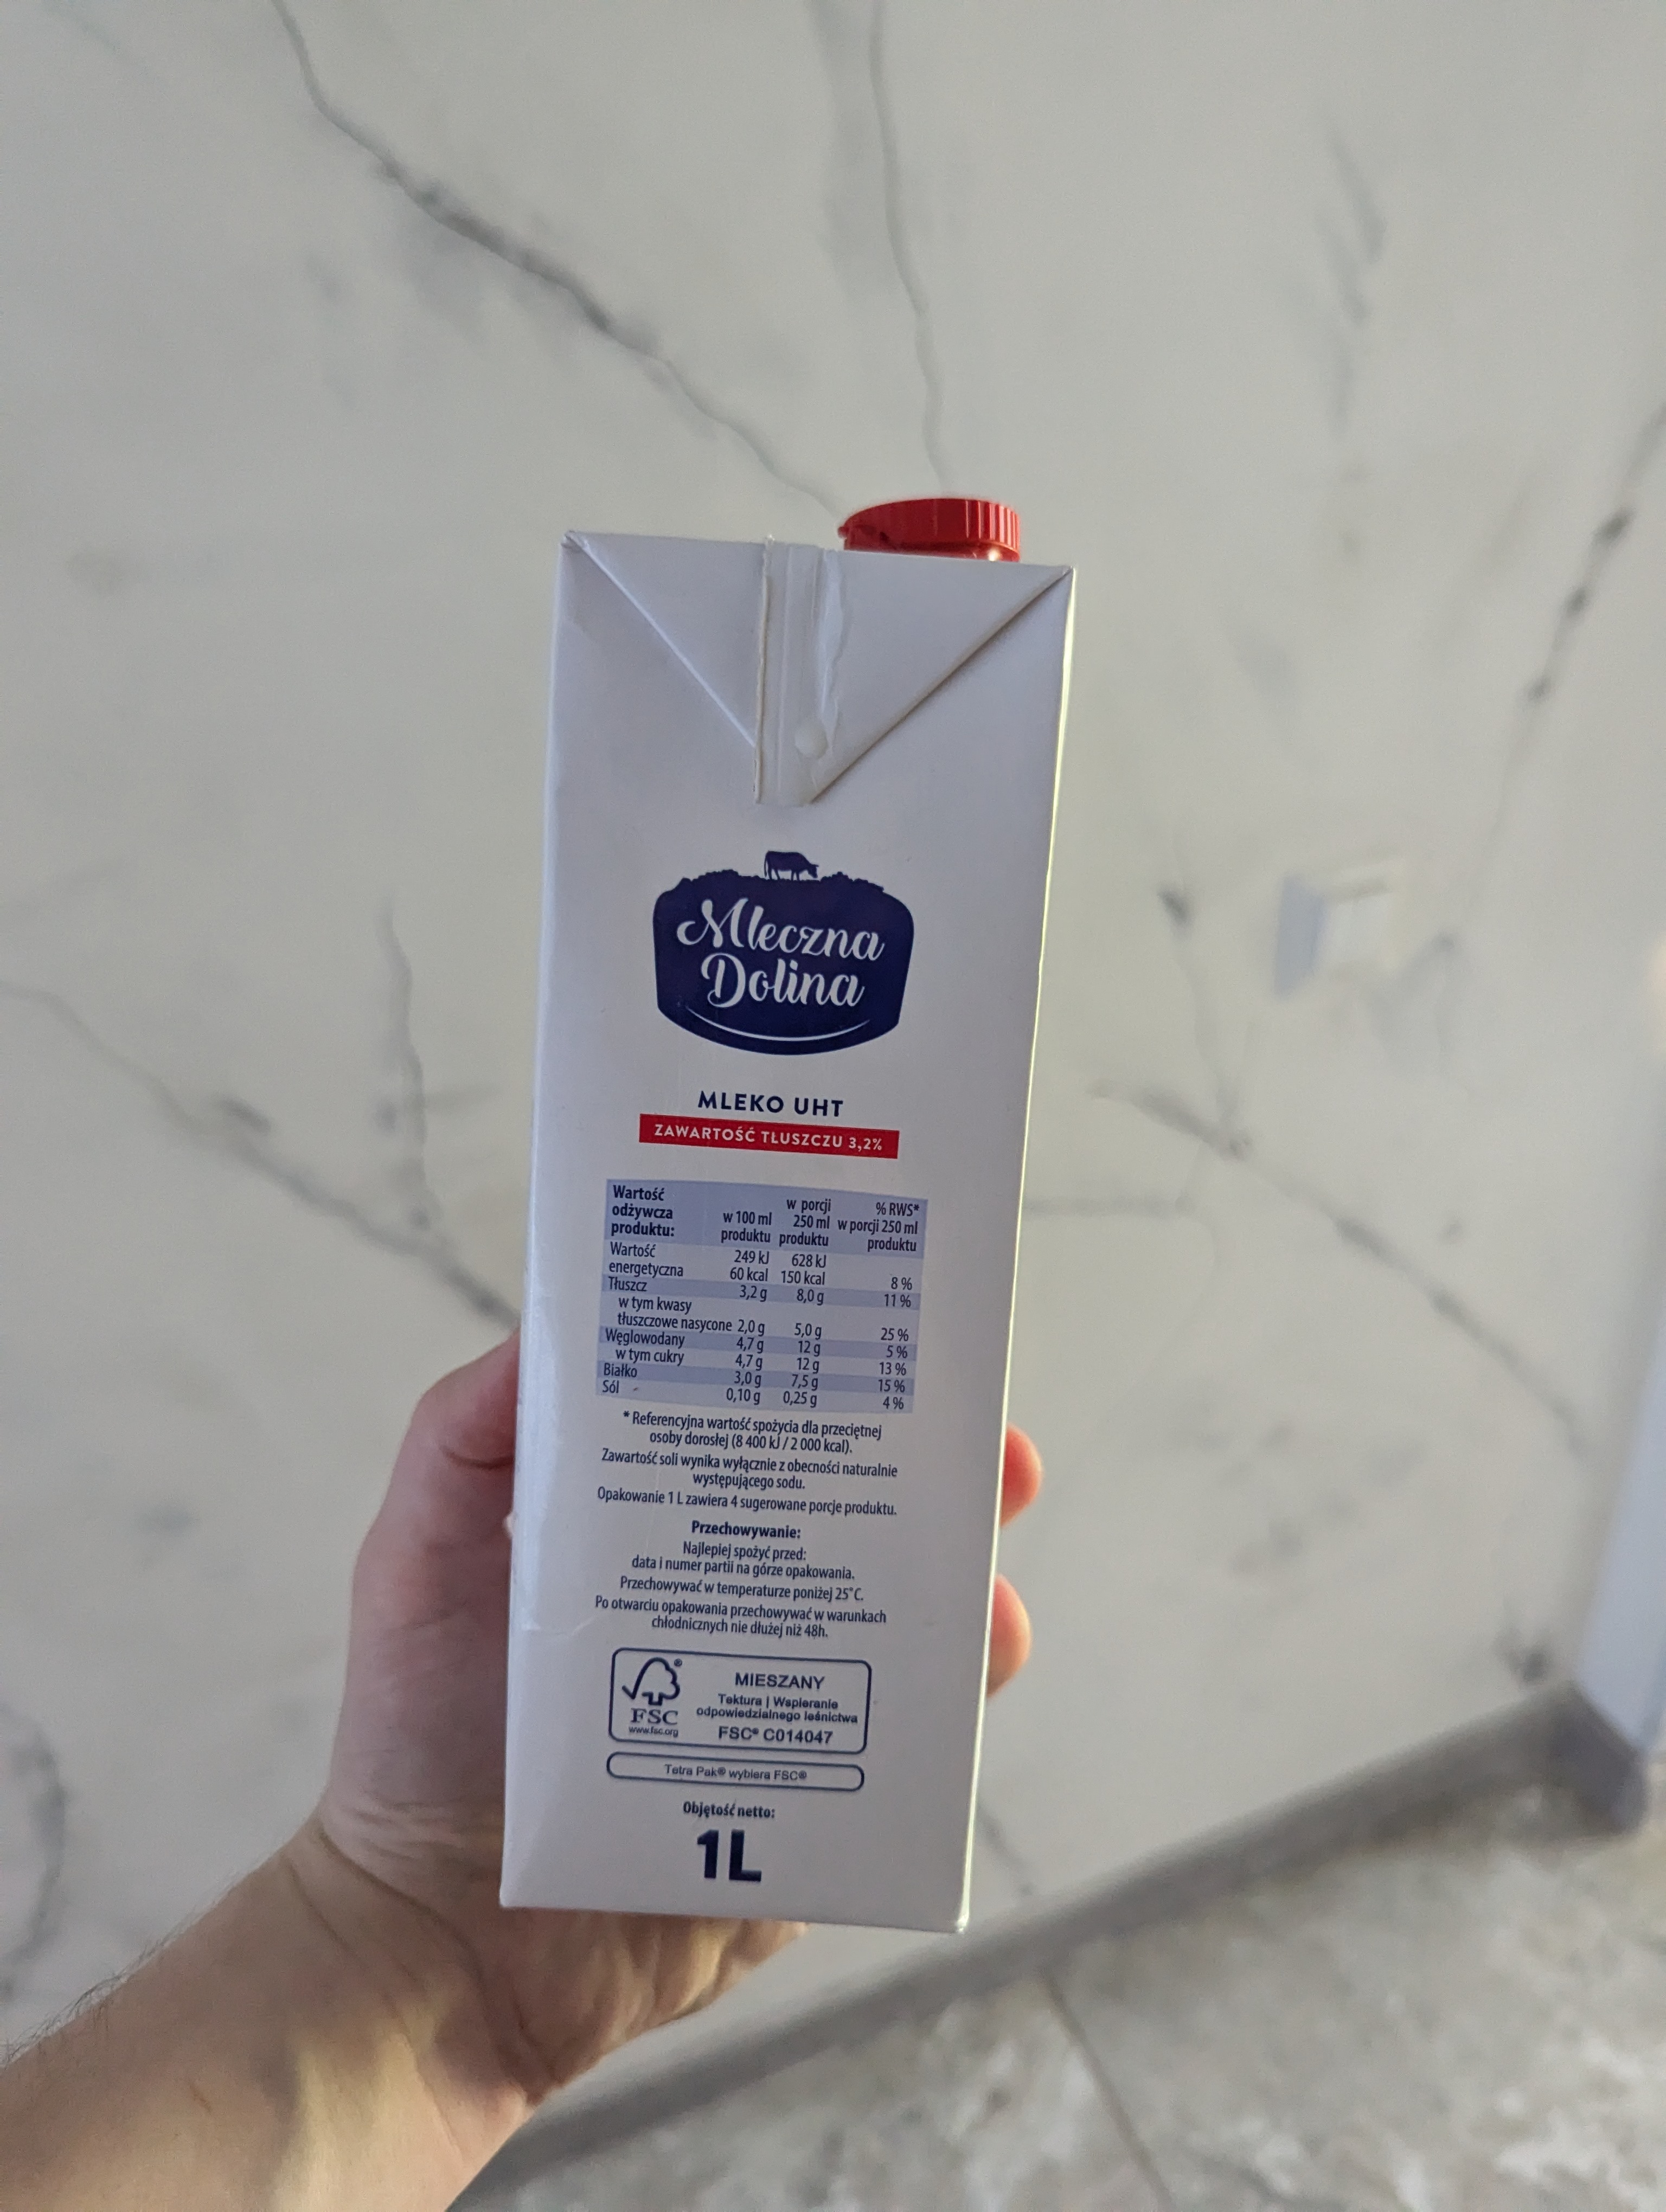 Mleczna
Dolina
MLEKO UHT
ZAWARTOŚĆ TŁUSZCZU 3,2%
Wartość odżywcza produktu: w 100 ml produktu w porcji 250 ml produktu % RWS* w porcji 250 ml produktu
Wartość 249 kJ 628 kJ
energetyczna 60 kcal 150 kcal 8 %
Tłuszcz 3,2 g 8,0 g 11 %
w tym kwasy
tłuszczowe nasycone 2,0 g 5,0 g 25 %
Węglowodany 4,7 g 12 g 5 %
w tym cukry 4,7 g 12 g 13 %
Białko 3,0 g 7,5 g 15 %
Sól 0,10 g 0,25 g 4 %
* Referencyjna wartość spożycia dla przeciętnej
osoby dorosłej (8 400 kJ / 2 000 kcal).
Zawartość soli wynika wyłącznie z obecności naturalnie
występującego sodu.
Opakowanie 1 L zawiera 4 sugerowane porcje produktu.
Przechowywanie:
Najlepiej spożyć przed:
data i numer partii na górze opakowania.
Przechowywać w temperaturze poniżej 25°C.
Po otwarciu opakowania przechowywać w warunkach
chłodniczych nie dłużej niż 48h.
FSC
www.fsc.org
MIESZANY
Tektura | Wspieranie
odpowiedzialnego leśnictwa
FSC® C014047
Tetra Pak® wybiera FSC®
Objętość netto:
1L